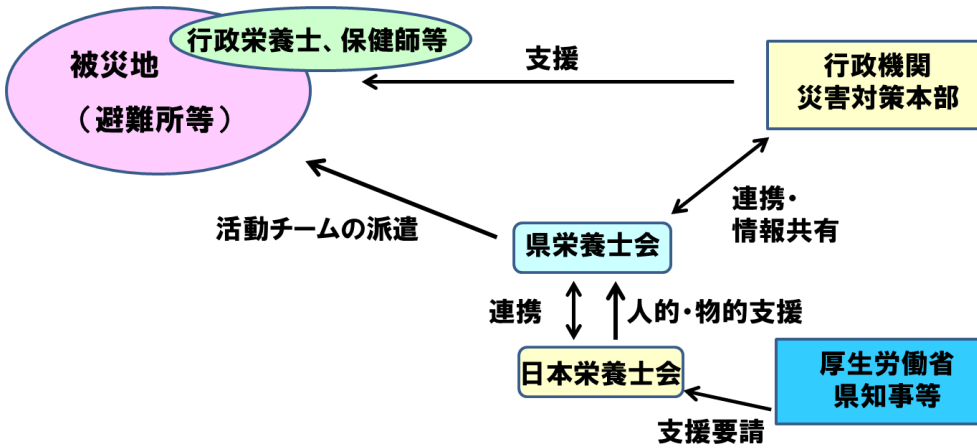 行政栄養士、保健師等
被災地
（避難所等）
支援
行政機関
災害対策本部
連携・
情報共有
活動チームの派遣
県栄養士会
連携
人的・物的支援
日本栄養士会
厚生労働省
県知事等
支援要請